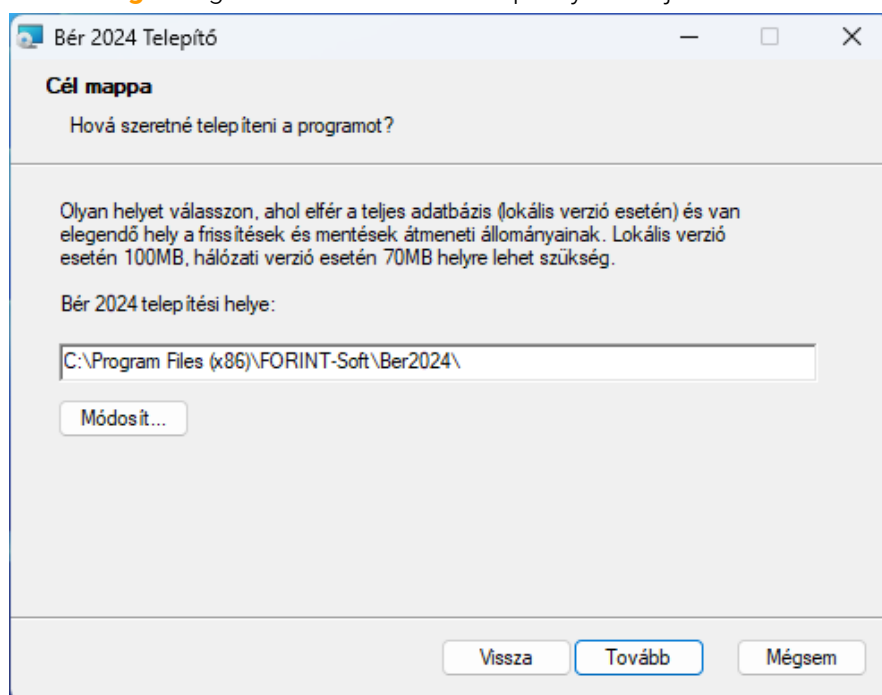 Bér 2024 Telepítő
Cél mappa
Hová szeretné telepíteni a programot?
Olyan helyet válasszon, ahol elfér a teljes adatbázis (lokális verzió esetén) és van
elegendő hely a frissítések és mentések átmeneti állományainak. Lokális verzió
esetén 100MB, hálózati verzió esetén 70MB helyre lehet szükség.
Bér 2024 telepítési helye:
C:\Program Files (x86)\FORINT-Soft\Ber2024\
Módosít...
Vissza Tovább Mégsem